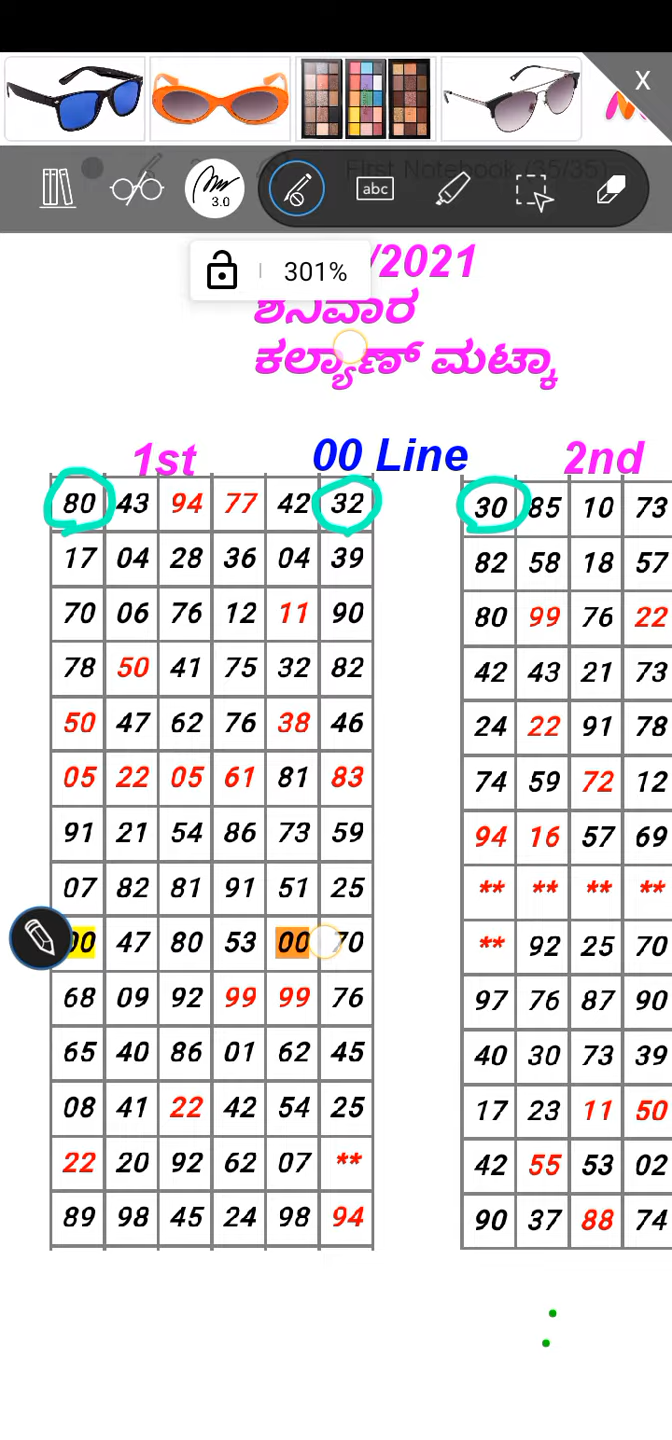 X
First Notebook (35/35)
3.0
abc
301%
/2021
ಶನಿವಾರ
ಕಲ್ಯಾಣ್ ಮಟ್ಕಾ
1st 00 Line 2nd
80 43 94 77 42 32 30 85 10 73
17 04 28 36 04 39 82 58 18 57
70 06 76 12 11 90 80 99 76 22
78 50 41 75 32 82 42 43 21 73
50 47 62 76 38 46 24 22 91 78
05 22 05 61 81 83 74 59 72 12
91 21 54 86 73 59 94 16 57 69
07 82 81 91 51 25 ** ** ** **
00 47 80 53 00 70 ** 92 25 70
68 09 92 99 99 76 97 76 87 90
65 40 86 01 62 45 40 30 73 39
08 41 22 42 54 25 17 23 11 50
22 20 92 62 07 ** 42 55 53 02
89 98 45 24 98 94 90 37 88 74